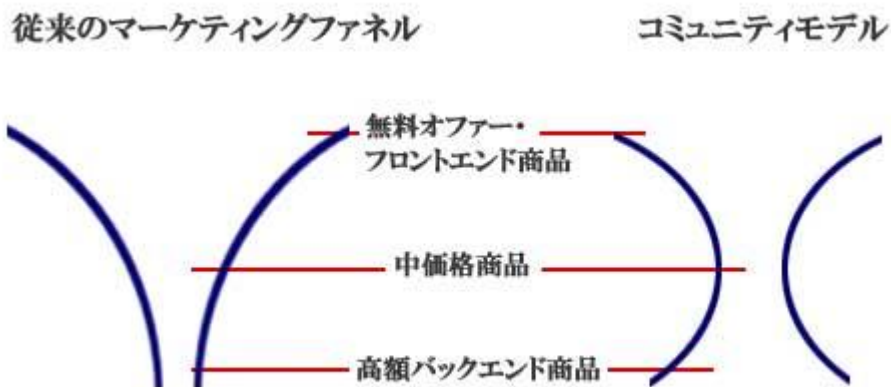 従来のマーケティングファネル
コミュニティモデル
無料オファー・
フロントエンド商品
中価格商品
高額バックエンド商品